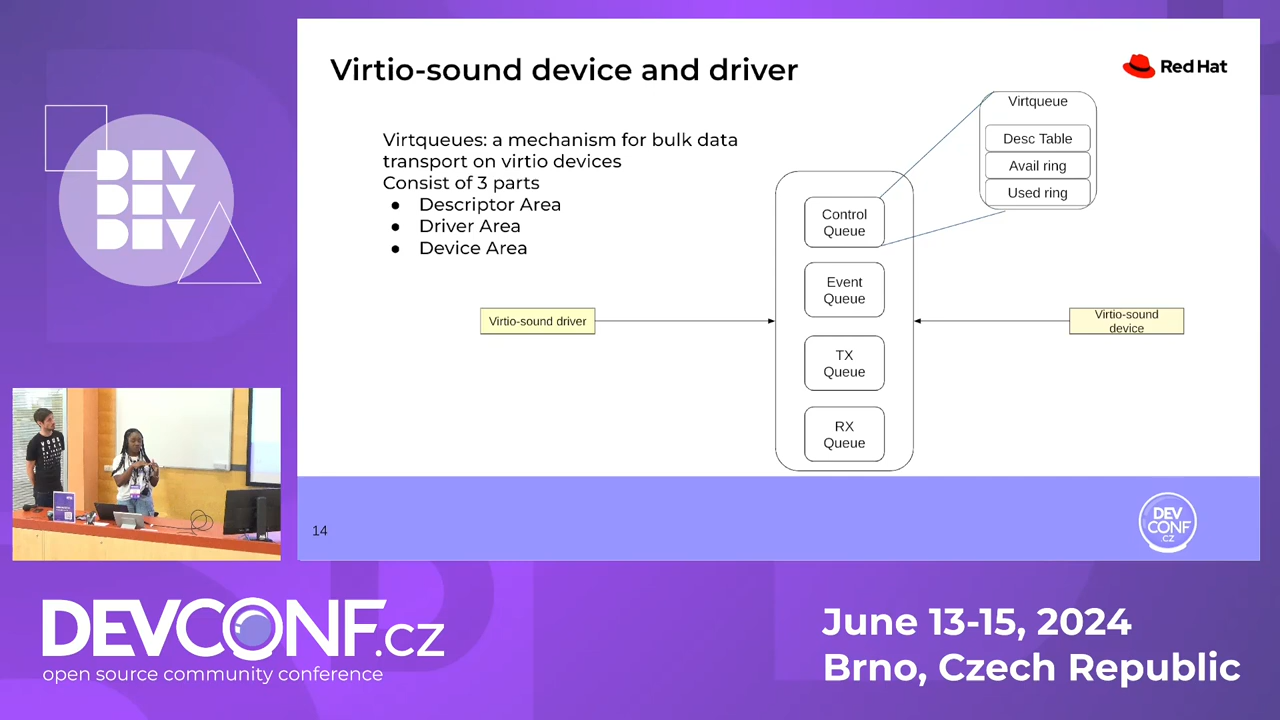 Virtio-sound device and driver
Red Hat
Virtqueues: a mechanism for bulk data
transport on virtio devices
Consist of 3 parts
● Descriptor Area
● Driver Area
● Device Area
Virtqueue
Desc Table
Avail ring
Used ring
Control
Queue
Event
Queue
TX
Queue
RX
Queue
Virtio-sound driver
Virtio-sound
device
14
DEV
CONF
.CZ
DEV
DEV
DEV
DEVCONF.cz
open source community conference
June 13-15, 2024
Brno, Czech Republic